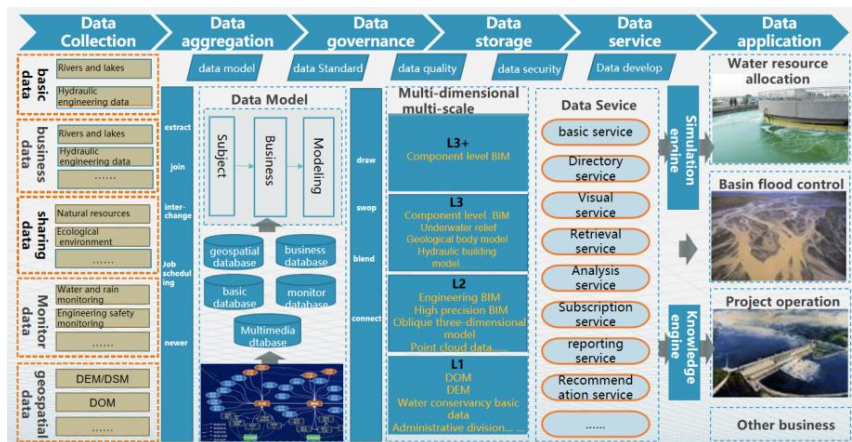 Data
Collection
Data
aggregation
Data
governance
Data
storage
Data
service
Data application
data model
data Standard
data quality
data security
Data develop
basic
data
Rivers and lakes
Hydraulic
engineering data
business
data
Rivers and lakes
Hydraulic
engineering data
......
sharing
data
Natural resources
Ecological
environment
......
Monitor
data
Water and rain
monitoring
Engineering safety
monitoring
......
geospatial
data
DEM/DSM
DOM
......
extract
join
inter-
change
Job
schedul
ing
newer
Data Model
Subject
Business
Modeling
geospatial
database
business
database
basic
database
monitor
database
Multimedia
dtabase
draw
swop
blend
connect
Multi-dimensional
multi-scale
L3+
Component level BIM
L3
Component level BIM
Underwater relief
Geological body model
Hydraulic building
model......
L2
Engineering BIM
High precision BIM
Oblique three-dimensional
model
Point cloud data......
L1
DOM
DEM
Water conservancy basic
data
Administrative division... ...
Data Sevice
basic service
Directory
service
Visual
service
Retrieval
service
Analysis
service
Subscription
service
reporting
service
Recommend
ation service
......
Simulation
engine
Knowledge
engine
Water resource
allocation
Basin flood control
Project operation
Other business